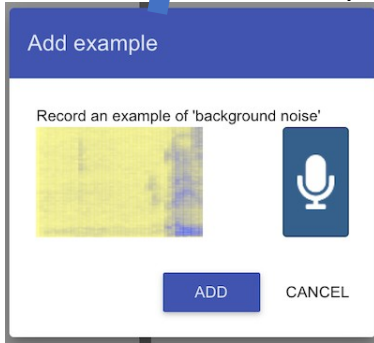 Add example
Record an example of 'background noise'
ADD
CANCEL